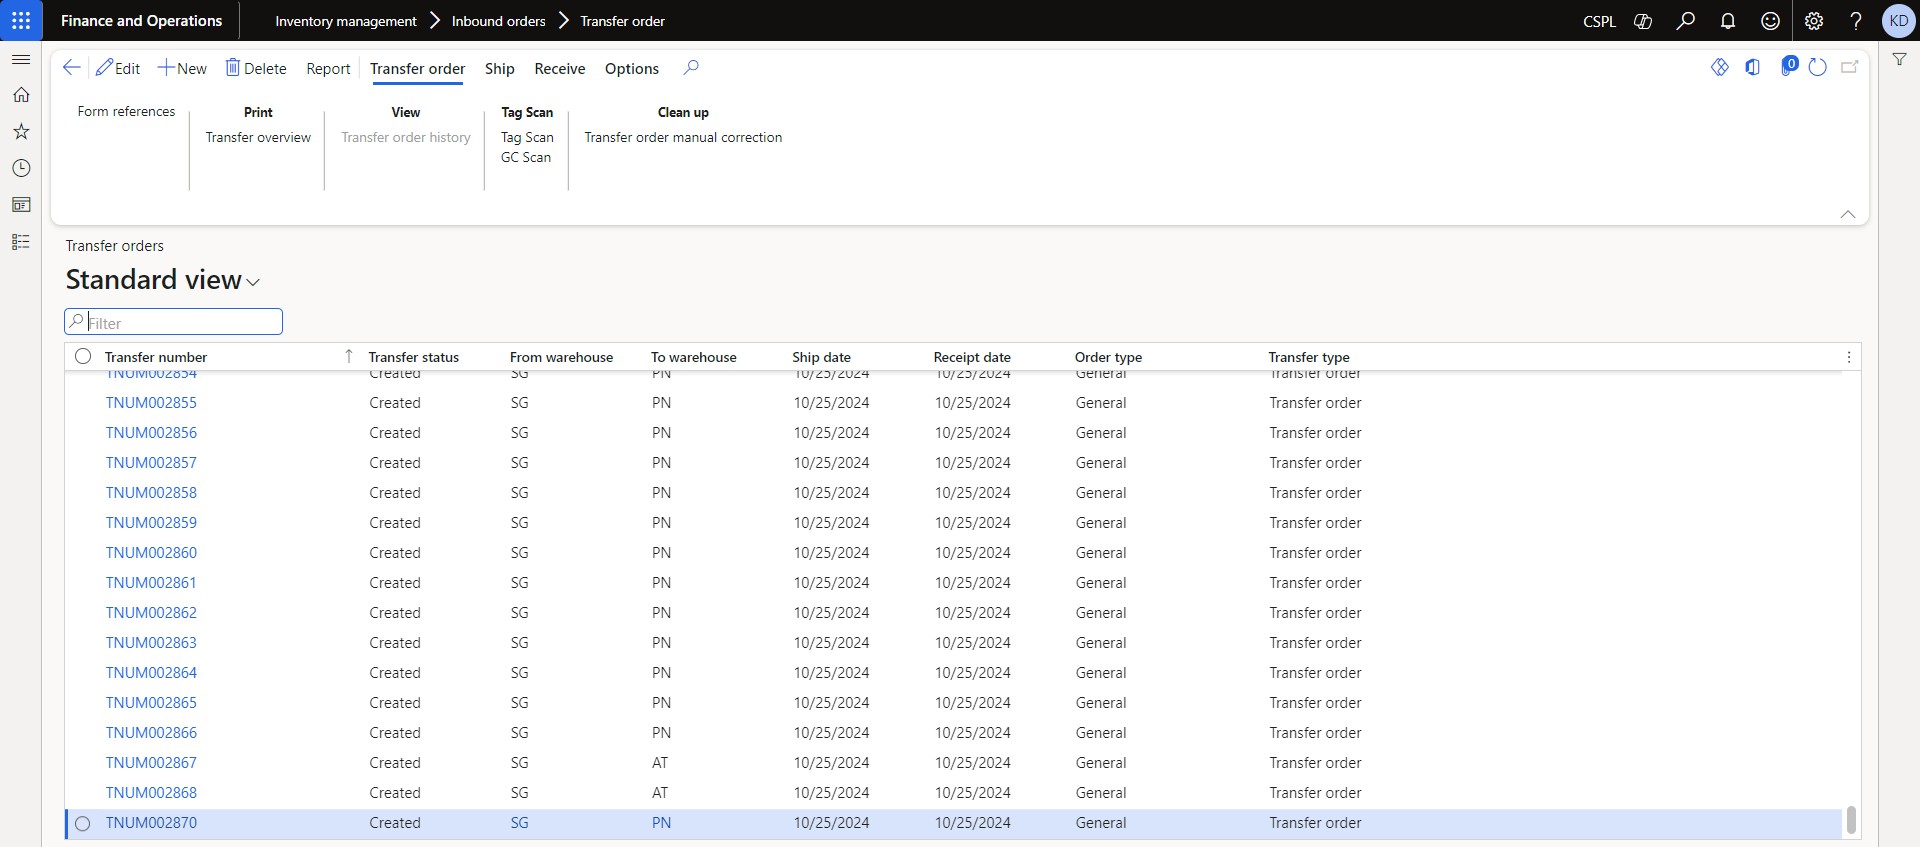 Finance and Operations Inventory management Inbound orders Transfer order CSPL KD
Edit New Delete Report Transfer order Ship Receive Options 0
Form references Print View Tag Scan Clean up
Transfer overview Transfer order history Tag Scan Transfer order manual correction
GC Scan
Transfer orders
Standard view
Filter
Transfer number Transfer status From warehouse To warehouse Ship date Receipt date Order type Transfer type
TNUM002854 Created SG PN 10/25/2024 10/25/2024 General Transfer order
TNUM002855 Created SG PN 10/25/2024 10/25/2024 General Transfer order
TNUM002856 Created SG PN 10/25/2024 10/25/2024 General Transfer order
TNUM002857 Created SG PN 10/25/2024 10/25/2024 General Transfer order
TNUM002858 Created SG PN 10/25/2024 10/25/2024 General Transfer order
TNUM002859 Created SG PN 10/25/2024 10/25/2024 General Transfer order
TNUM002860 Created SG PN 10/25/2024 10/25/2024 General Transfer order
TNUM002861 Created SG PN 10/25/2024 10/25/2024 General Transfer order
TNUM002862 Created SG PN 10/25/2024 10/25/2024 General Transfer order
TNUM002863 Created SG PN 10/25/2024 10/25/2024 General Transfer order
TNUM002864 Created SG PN 10/25/2024 10/25/2024 General Transfer order
TNUM002865 Created SG PN 10/25/2024 10/25/2024 General Transfer order
TNUM002866 Created SG PN 10/25/2024 10/25/2024 General Transfer order
TNUM002867 Created SG AT 10/25/2024 10/25/2024 General Transfer order
TNUM002868 Created SG AT 10/25/2024 10/25/2024 General Transfer order
TNUM002870 Created SG PN 10/25/2024 10/25/2024 General Transfer order